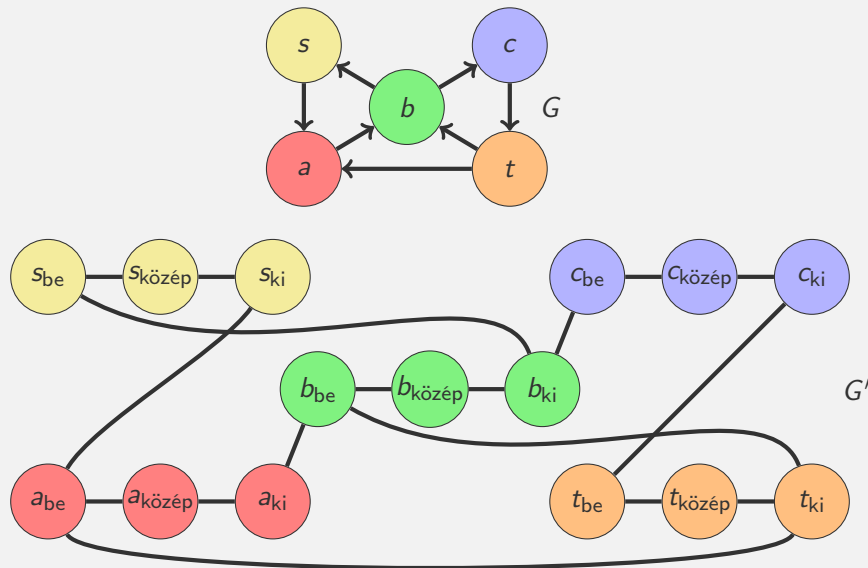 s c
b G
a t
s_be s_közép s_ki c_be c_közép c_ki
b_be b_közép b_ki G'
a_be a_közép a_ki t_be t_közép t_ki